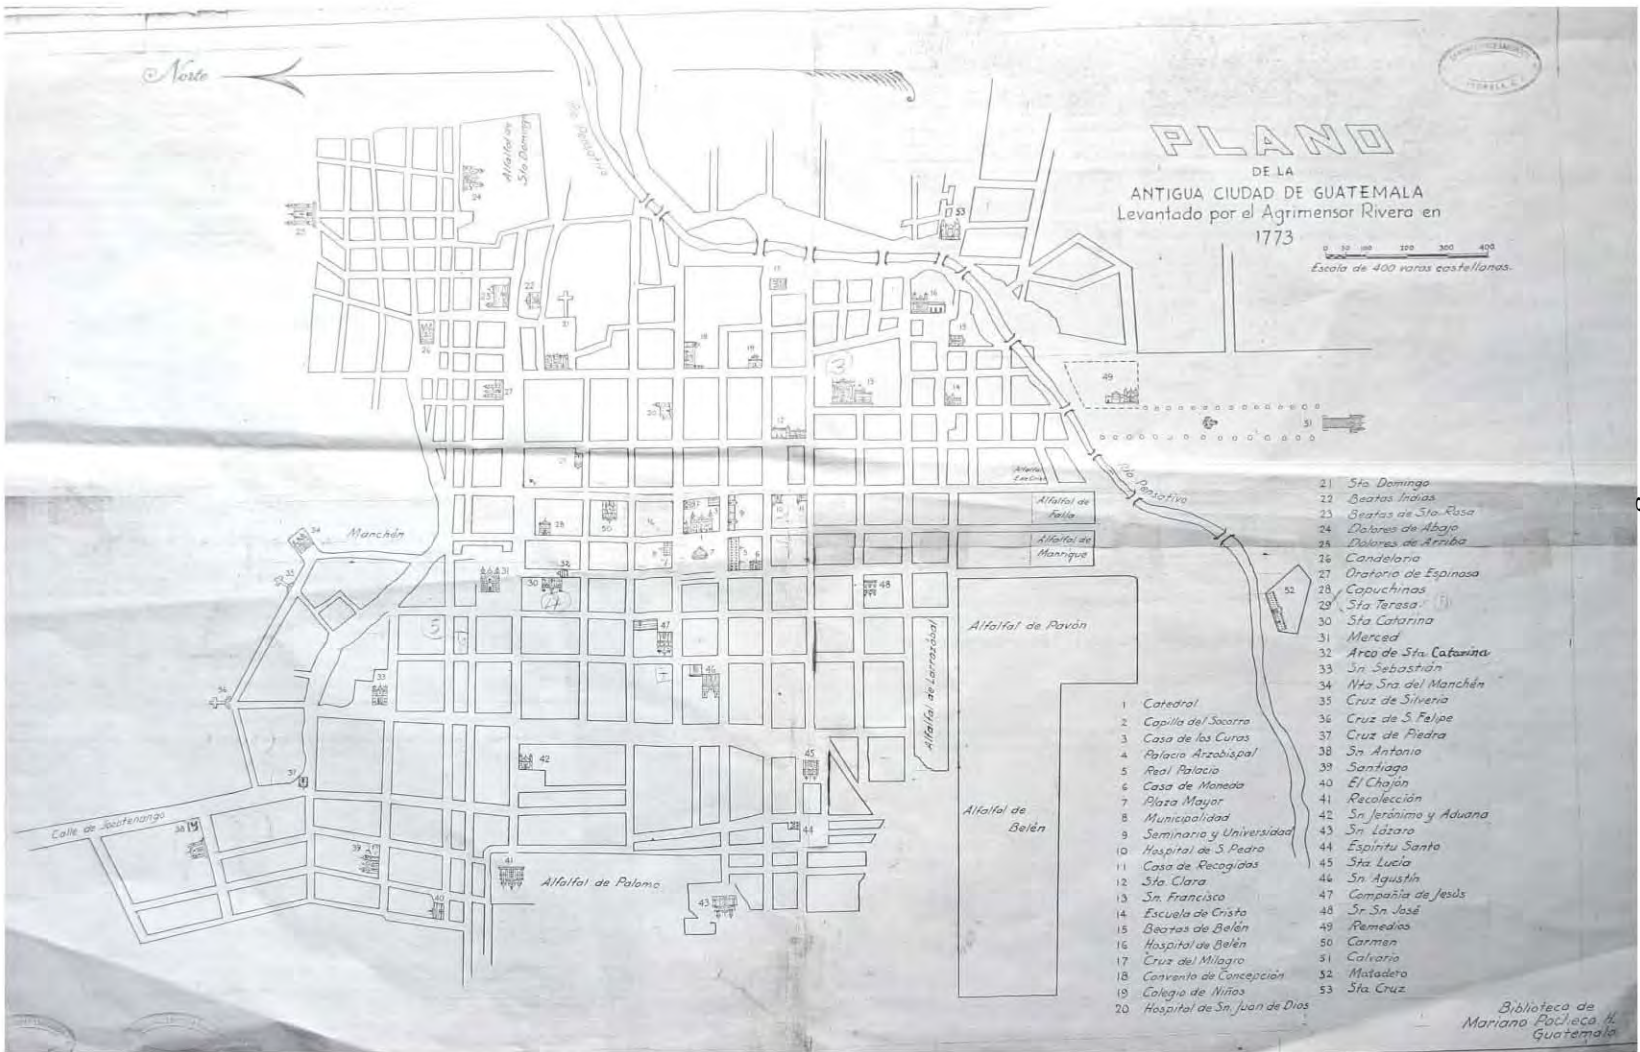 Norte
PLANO
DE LA
ANTIGUA CIUDAD DE GUATEMALA
Levantado por el Agrimensor Rivera en
1773
0 50 100 200 300 400
Escala de 400 varas castellanas.
Río Pensativo
Alfalfal de
Sto Domingo
Manchén
Alfalfal de
Falla
Alfalfal de
Manrique
Río Pensativo
Alfalfal de Pavón
Alfalfal de Larrazábal
Alfalfal de
Belén
Calle de Jocotenango
Alfalfal de Palomo
1 Catedral
2 Capilla del Socorro
3 Casa de los Curas
4 Palacio Arzobispal
5 Real Palacio
6 Casa de Moneda
7 Plaza Mayor
8 Municipalidad
9 Seminario y Universidad
10 Hospital de S. Pedro
11 Casa de Recogidas
12 Sta. Clara
13 Sn. Francisco
14 Escuela de Cristo
15 Beatas de Belén
16 Hospital de Belén
17 Cruz del Milagro
18 Convento de Concepción
19 Colegio de Niños
20 Hospital de Sn. Juan de Dios
21 Sto Domingo
22 Beatas Indias
23 Beatas de Sta. Rosa
24 Dolores de Abajo
25 Dolores de Arriba
26 Candelaria
27 Oratorio de Espinosa
28 Capuchinas
29 Sta Teresa
30 Sta Catarina
31 Merced
32 Arco de Sta. Catarina
33 Sn Sebastián
34 Nta Sra. del Manchén
35 Cruz de Silverio
36 Cruz de S. Felipe
37 Cruz de Piedra
38 Sn Antonio
39 Santiago
40 El Chajón
41 Recolección
42 Sn Jerónimo y Aduana
43 Sn Lázaro
44 Espíritu Santo
45 Sta Lucía
46 Sn Agustín
47 Compañía de Jesús
48 Sr. Sn. José
49 Remedios
50 Carmen
51 Calvario
52 Matadero
53 Sta. Cruz
Biblioteca de
Mariano Pacheco H.
Guatemala